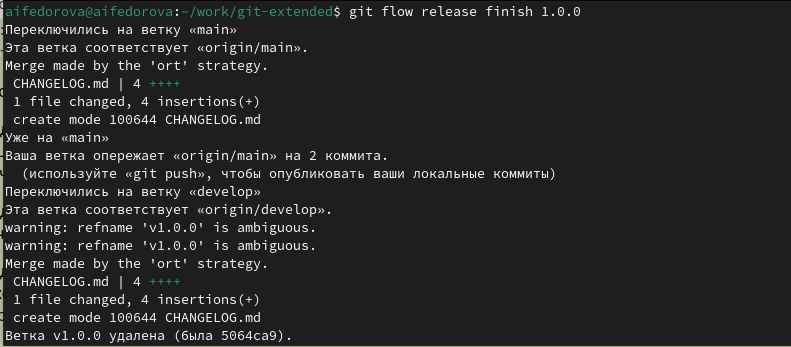 aifedorova@aifedorova:~/work/git-extended$ git flow release finish 1.0.0
Переключились на ветку «main»
Эта ветка соответствует «origin/main».
Merge made by the 'ort' strategy.
 CHANGELOG.md | 4 ++++
 1 file changed, 4 insertions(+)
 create mode 100644 CHANGELOG.md
Уже на «main»
Ваша ветка опережает «origin/main» на 2 коммита.
  (используйте «git push», чтобы опубликовать ваши локальные коммиты)
Переключились на ветку «develop»
Эта ветка соответствует «origin/develop».
warning: refname 'v1.0.0' is ambiguous.
warning: refname 'v1.0.0' is ambiguous.
Merge made by the 'ort' strategy.
 CHANGELOG.md | 4 ++++
 1 file changed, 4 insertions(+)
 create mode 100644 CHANGELOG.md
Ветка v1.0.0 удалена (была 5064ca9).